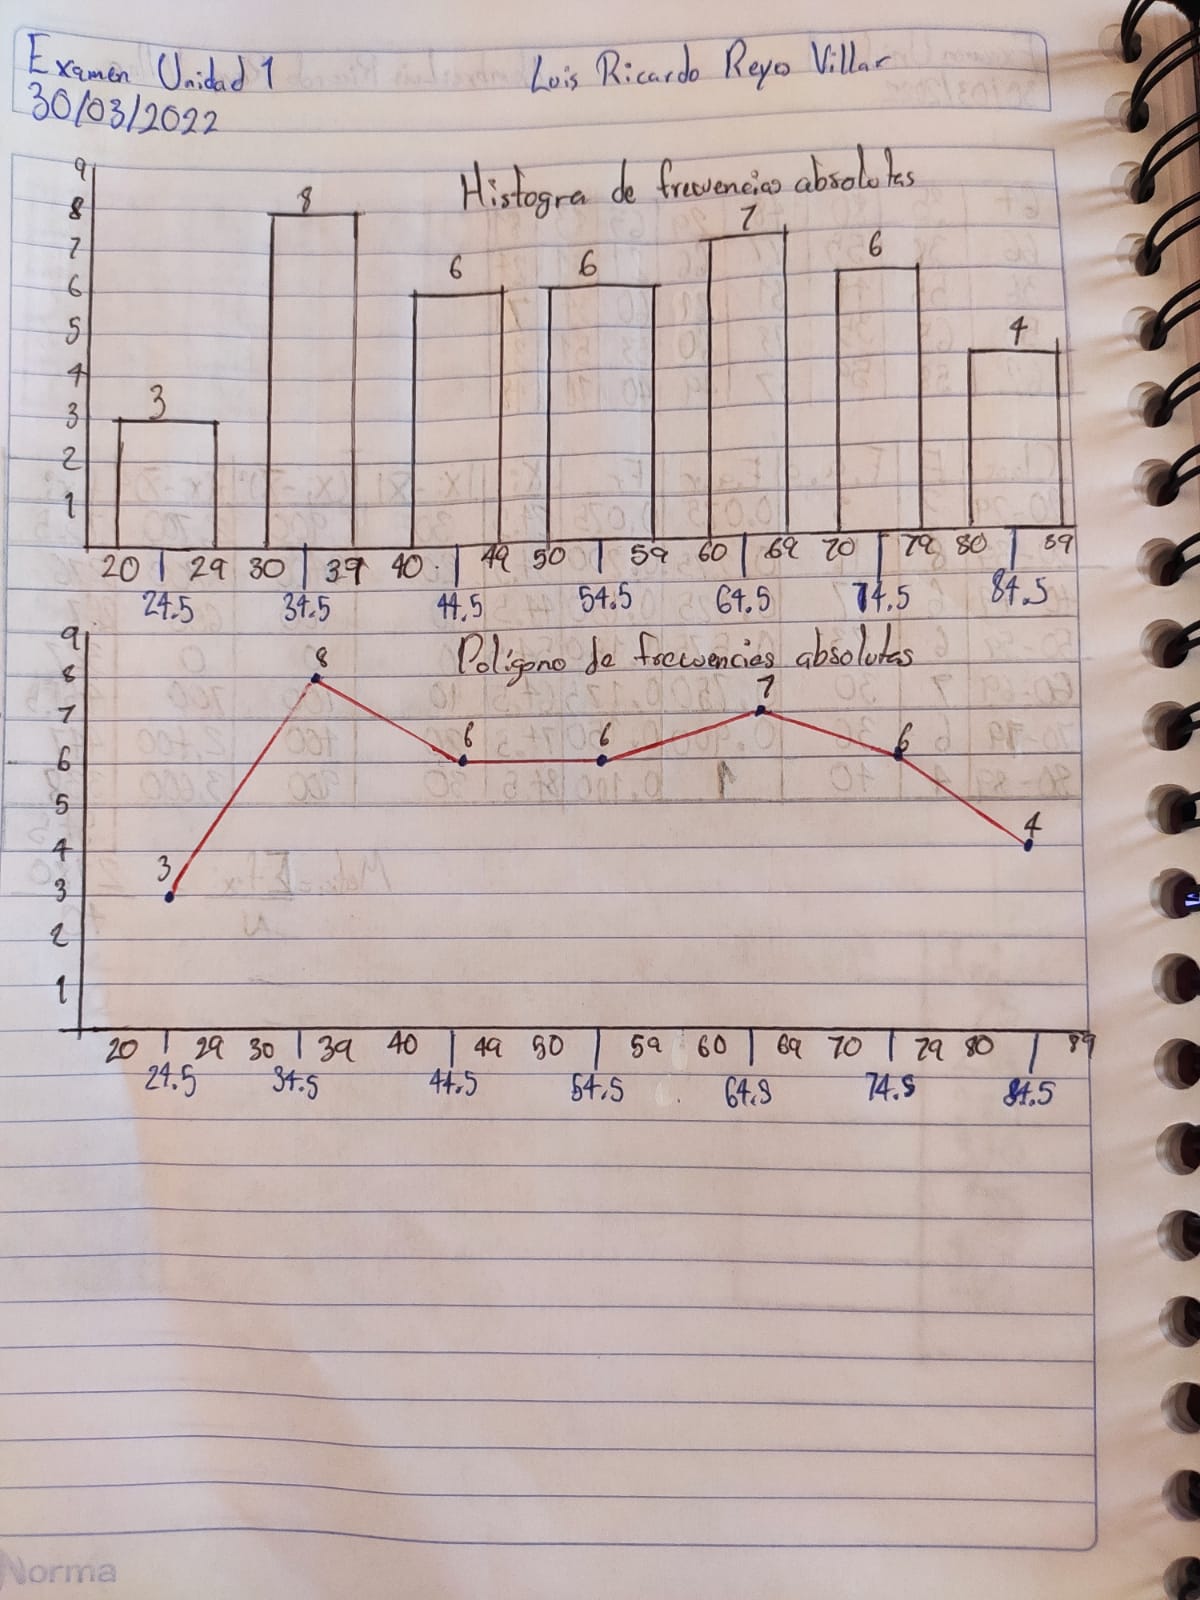 Examen Unidad 1 Luis Ricardo Reyo Villar
30/03/2022
Histogra de frecuencias absolutas
9
8
7
6
5
4
3
2
1
3 8 6 6 7 6 4
20 29 30 39 40 49 50 59 60 69 70 79 80 89
24.5 34.5 44.5 54.5 64.5 74.5 84.5
Polígono de frecuencias absolutas
9
8
7
6
5
4
3
2
1
3 8 6 6 7 6 4
20 29 30 39 40 49 50 59 60 69 70 79 80 89
24.5 34.5 44.5 54.5 64.5 74.5 84.5
Norma